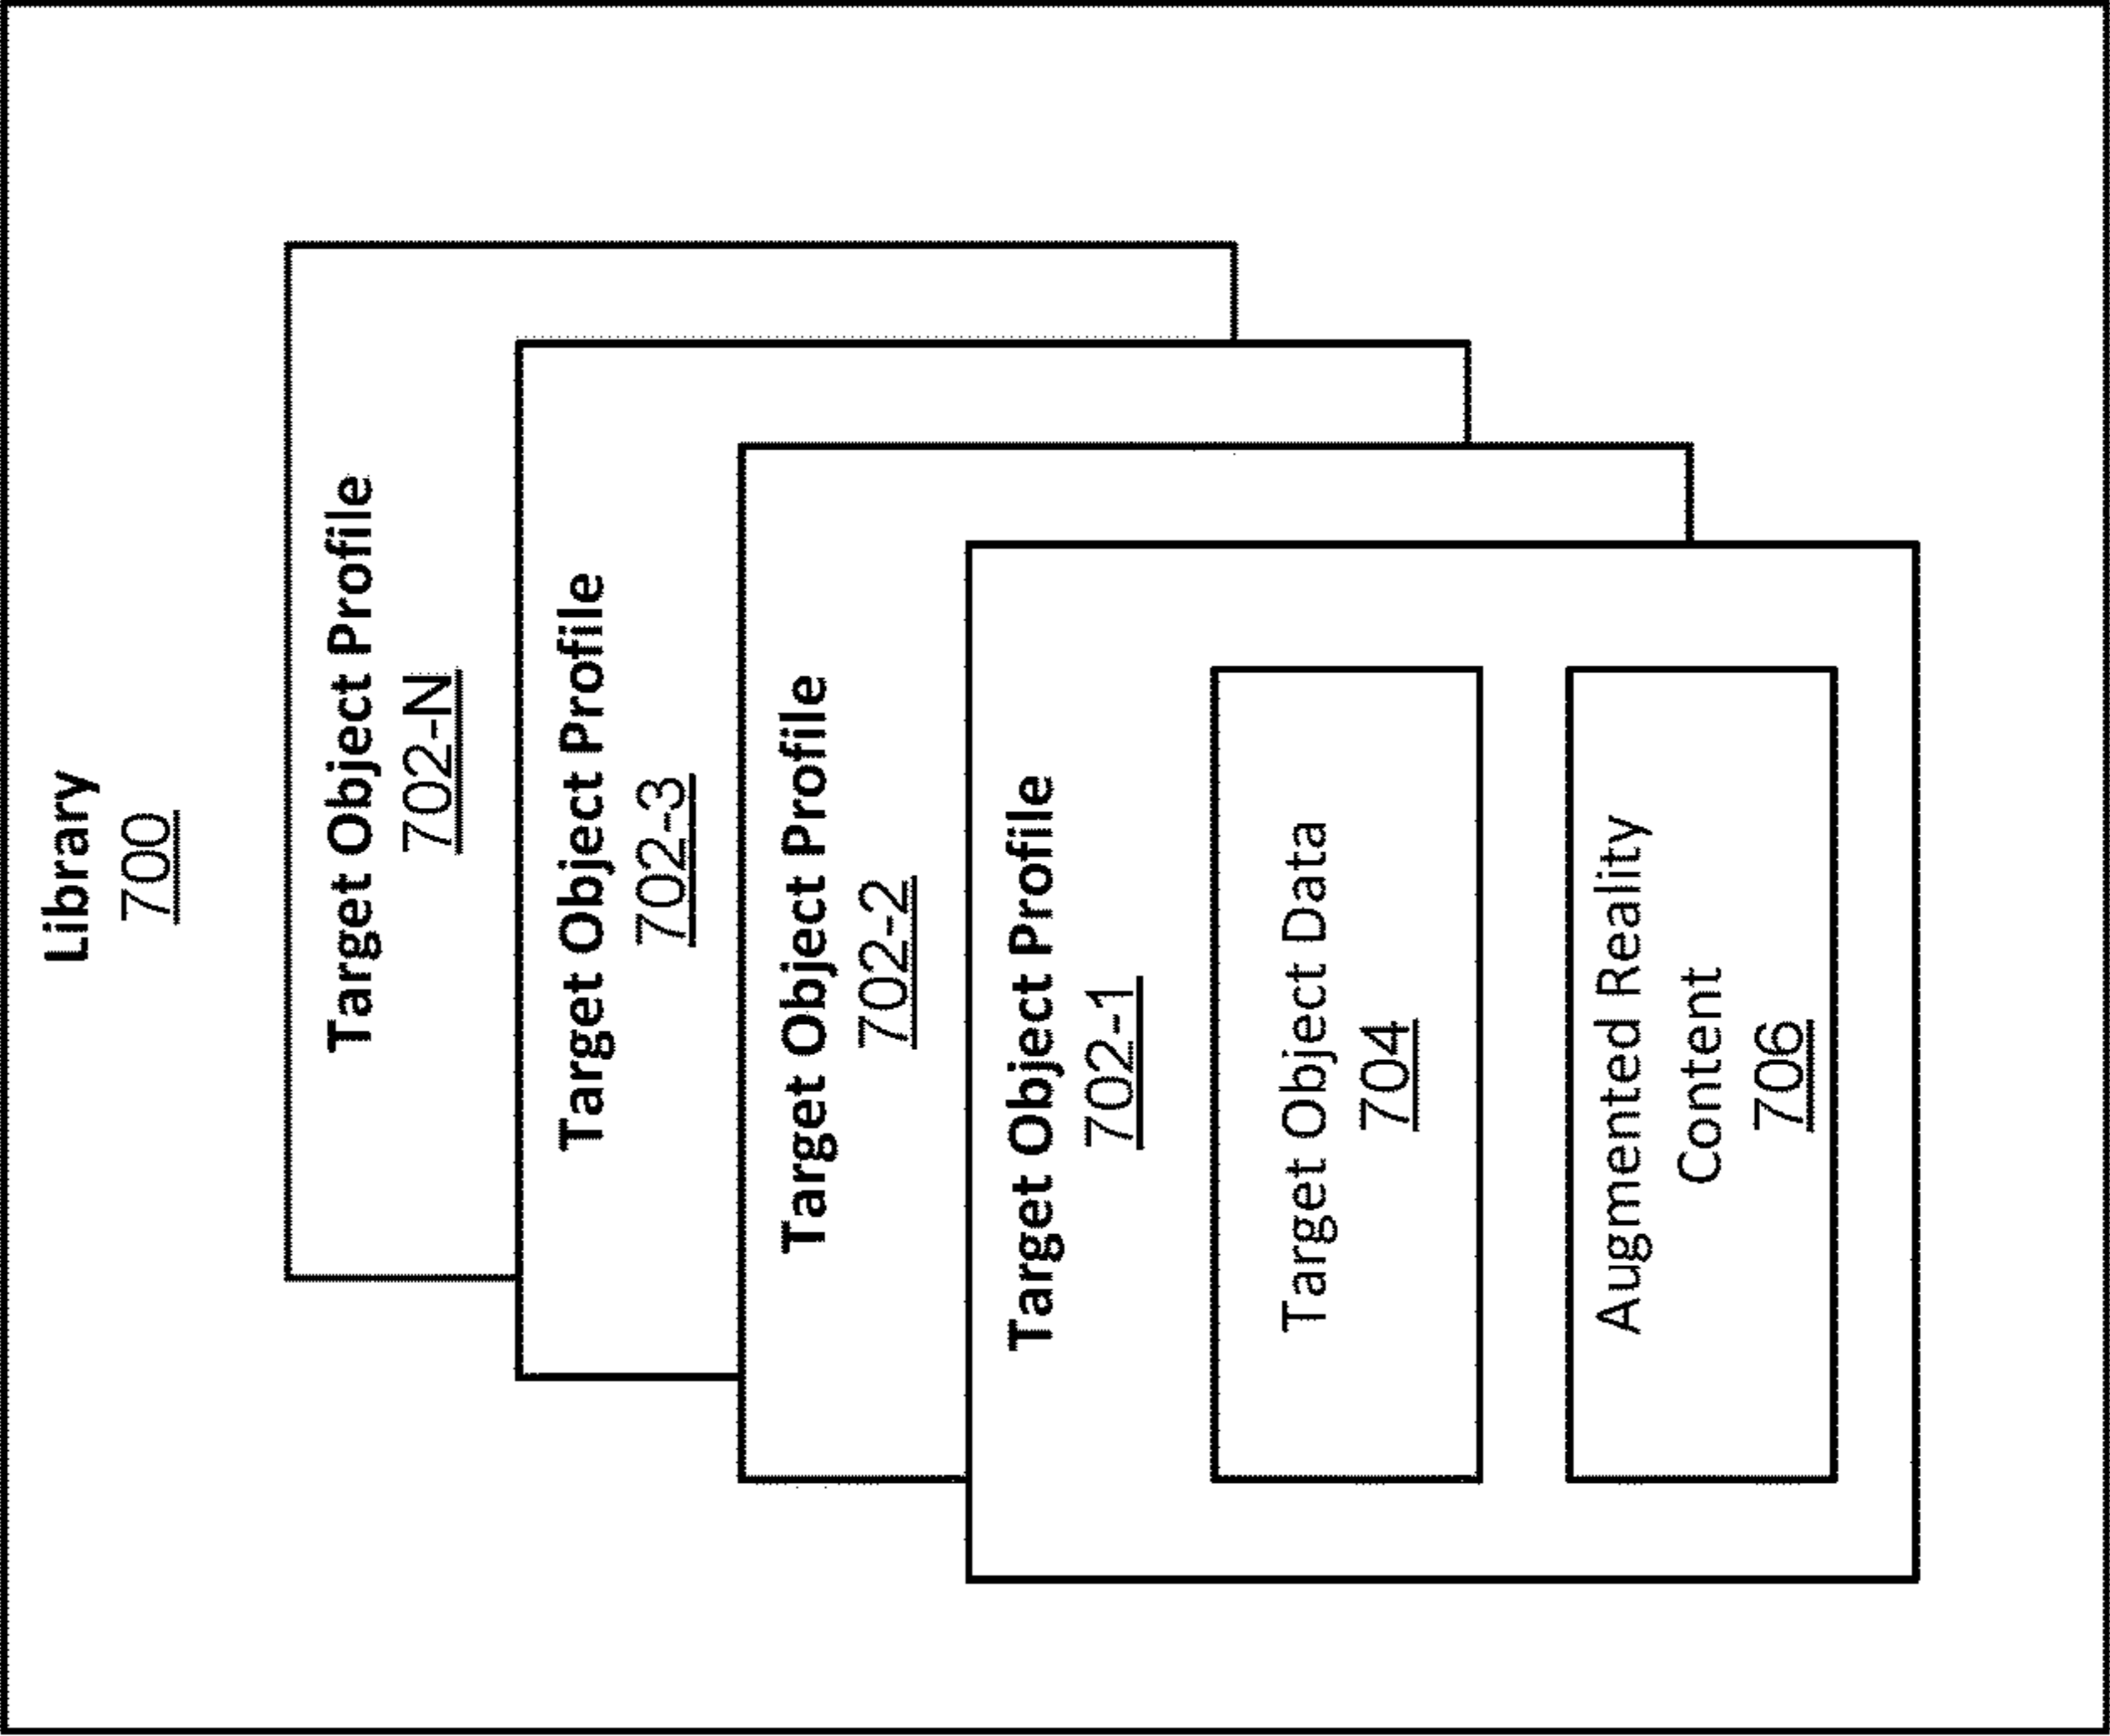 Library
700
Target Object Profile
702-N
Target Object Profile
702-3
Target Object Profile
702-2
Target Object Profile
702-1
Target Object Data
704
Augmented Reality
Content
706